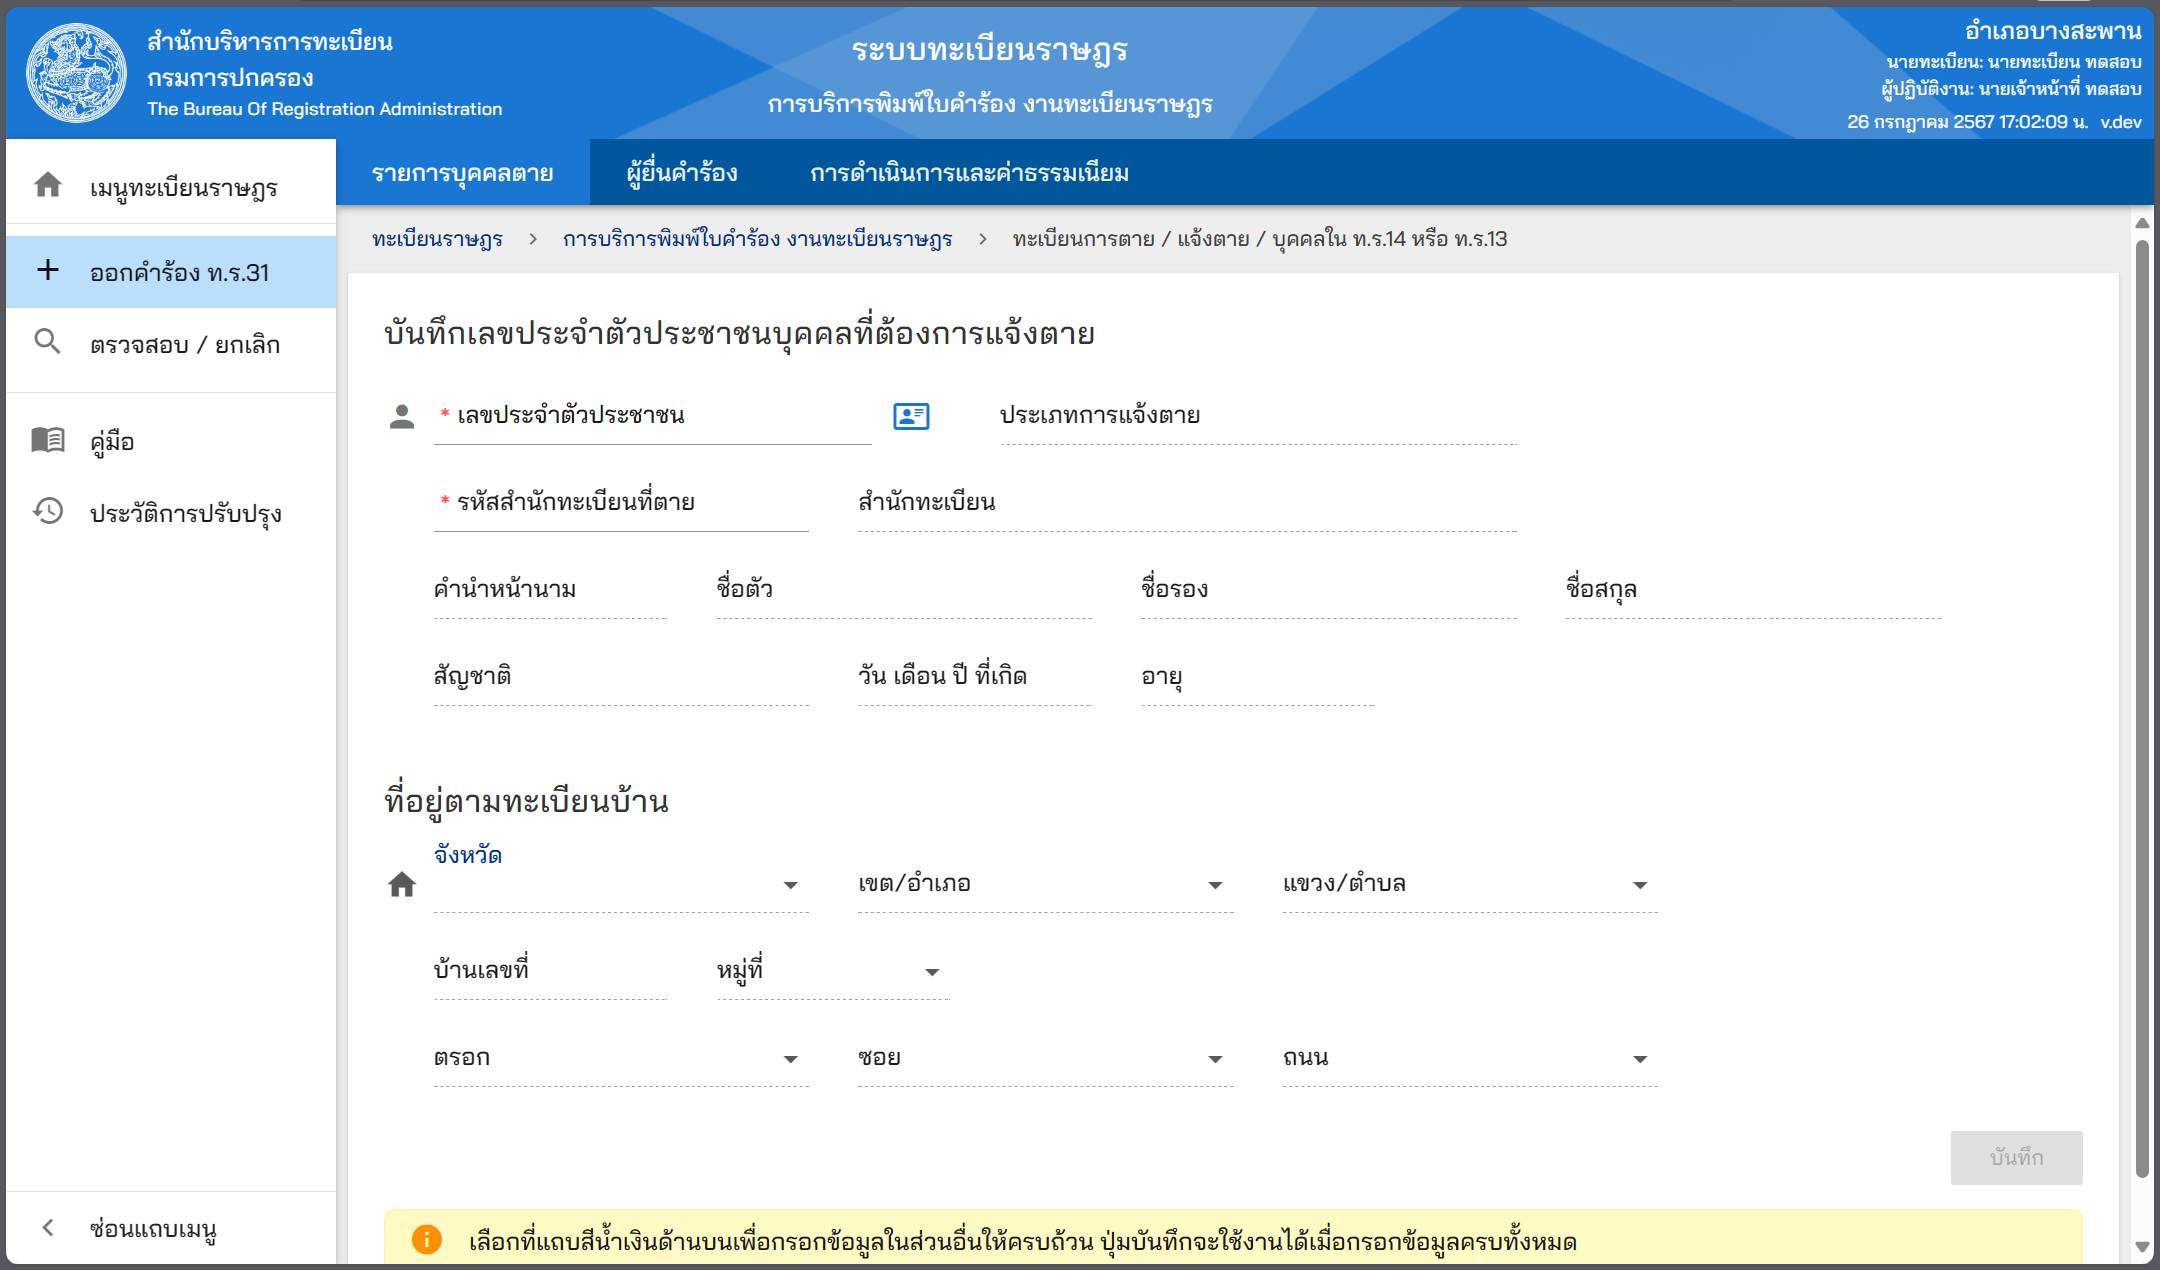 สำนักบริหารการทะเบียน
กรมการปกครอง
The Bureau Of Registration Administration
ระบบทะเบียนราษฎร
การบริการพิมพ์ใบคำร้อง งานทะเบียนราษฎร
อำเภอบางสะพาน
นายทะเบียน: นายทะเบียน ทดสอบ
ผู้ปฏิบัติงาน: นายเจ้าหน้าที่ ทดสอบ
26 กรกฎาคม 2567 17:02:09 น. v.dev
เมนูทะเบียนราษฎร
ออกคำร้อง ท.ร.31
ตรวจสอบ / ยกเลิก
คู่มือ
ประวัติการปรับปรุง
ซ่อนแถบเมนู
รายการบุคคลตาย ผู้ยื่นคำร้อง การดำเนินการและค่าธรรมเนียม
ทะเบียนราษฎร > การบริการพิมพ์ใบคำร้อง งานทะเบียนราษฎร > ทะเบียนการตาย / แจ้งตาย / บุคคลใน ท.ร.14 หรือ ท.ร.13
บันทึกเลขประจำตัวประชาชนบุคคลที่ต้องการแจ้งตาย
* เลขประจำตัวประชาชน ประเภทการแจ้งตาย
* รหัสสำนักทะเบียนที่ตาย สำนักทะเบียน
คำนำหน้านาม ชื่อตัว ชื่อรอง ชื่อสกุล
สัญชาติ วัน เดือน ปี ที่เกิด อายุ
ที่อยู่ตามทะเบียนบ้าน
จังหวัด เขต/อำเภอ แขวง/ตำบล
บ้านเลขที่ หมู่ที่
ตรอก ซอย ถนน
บันทึก
เลือกที่แถบสีน้ำเงินด้านบนเพื่อกรอกข้อมูลในส่วนอื่นให้ครบถ้วน ปุ่มบันทึกจะใช้งานได้เมื่อกรอกข้อมูลครบทั้งหมด